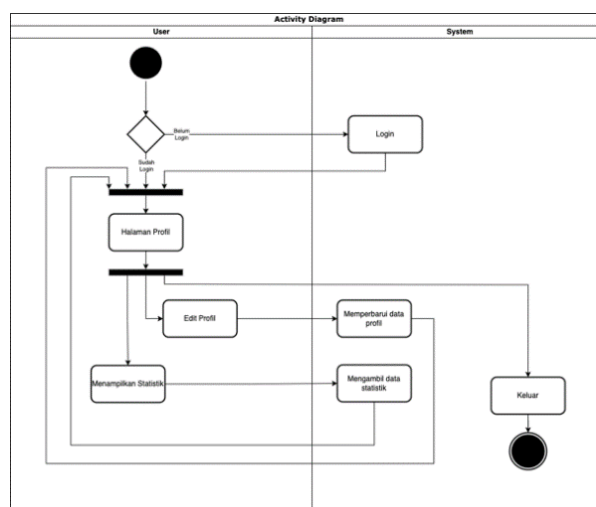 Activity Diagram
User
System
Belum
Login
Login
Sudah
Login
Halaman Profil
Edit Profil
Memperbarui data
profil
Menampilkan Statistik
Mengambil data
statistik
Keluar